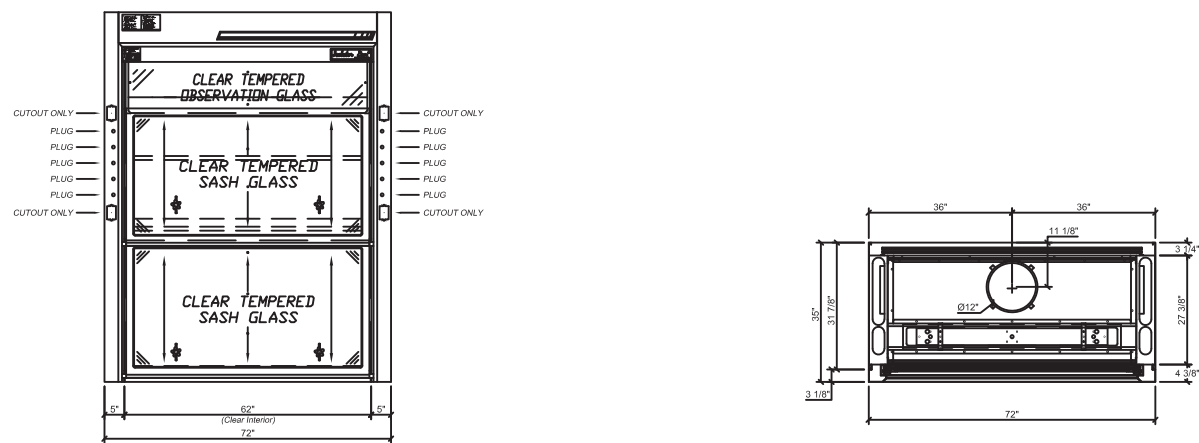 CLEAR TEMPERED
OBSERVATION GLASS
CUTOUT ONLY
PLUG
PLUG
PLUG
PLUG
PLUG
CUTOUT ONLY
CUTOUT ONLY
PLUG
PLUG
PLUG
PLUG
PLUG
CUTOUT ONLY
CLEAR TEMPERED
SASH GLASS
CLEAR TEMPERED
SASH GLASS
5"
62"
5"
(Clear Interior)
72"
36"
36"
11 1/8"
3 1/4"
35"
31 7/8"
Ø12"
27 3/8"
4 3/8"
3 1/8"
72"